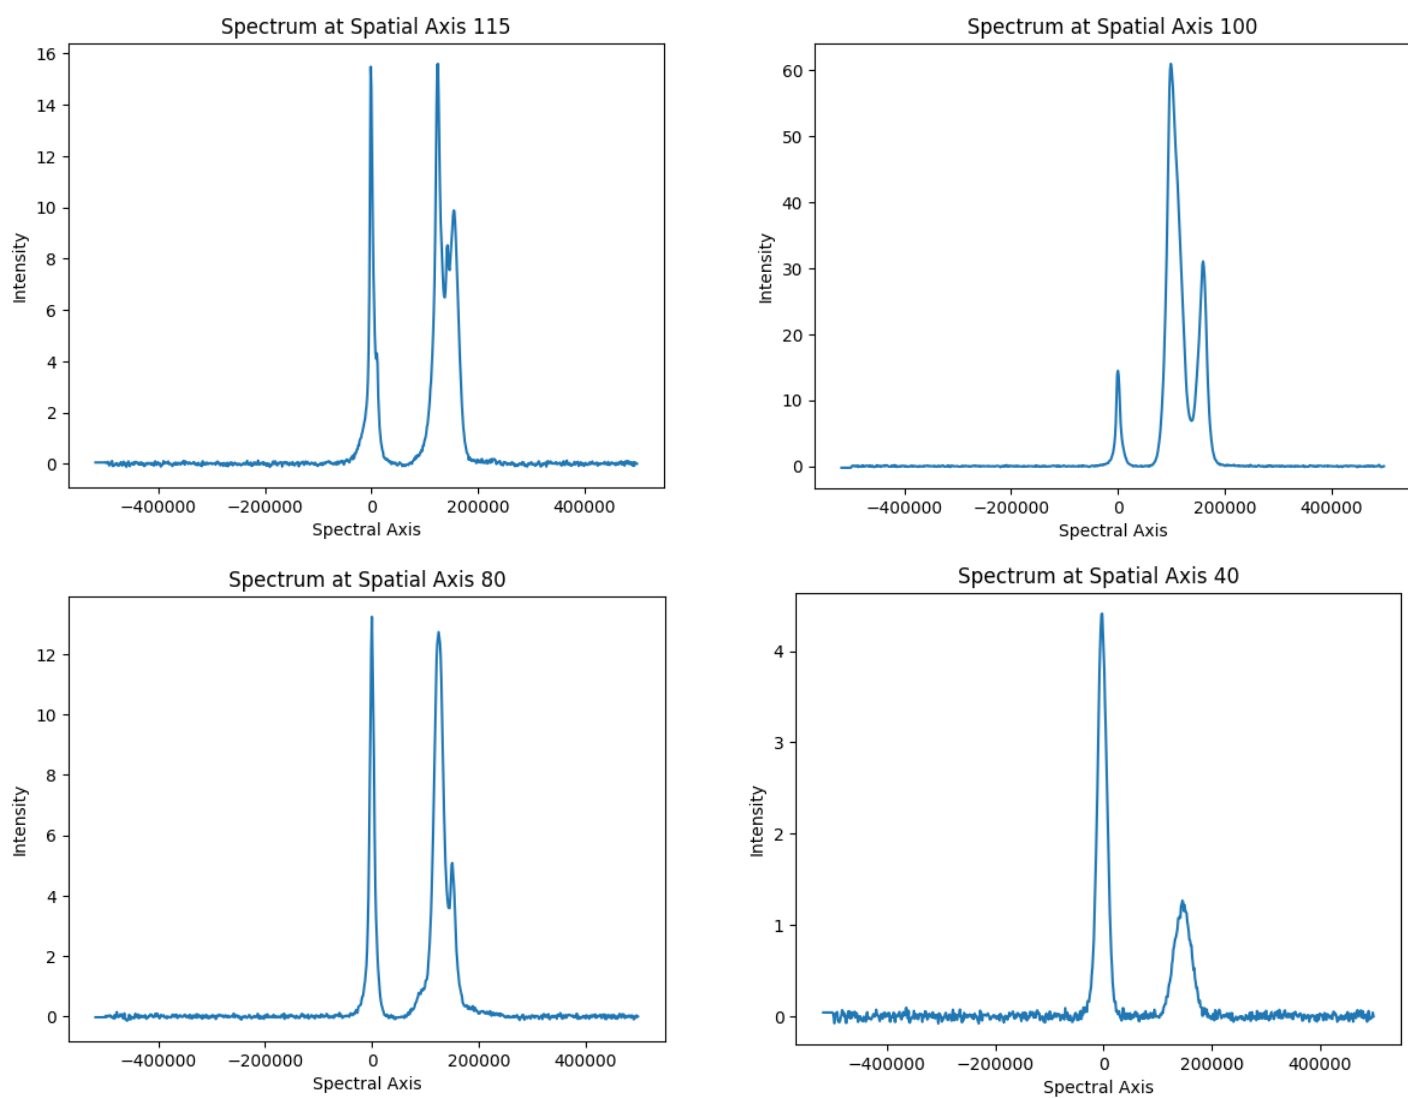 Spectrum at Spatial Axis 115
16
14
12
10
8
6
4
2
0
Intensity
−400000 −200000 0 200000 400000
Spectral Axis
Spectrum at Spatial Axis 100
60
50
40
30
20
10
0
Intensity
−400000 −200000 0 200000 400000
Spectral Axis
Spectrum at Spatial Axis 80
12
10
8
6
4
2
0
Intensity
−400000 −200000 0 200000 400000
Spectral Axis
Spectrum at Spatial Axis 40
4
3
2
1
0
Intensity
−400000 −200000 0 200000 400000
Spectral Axis